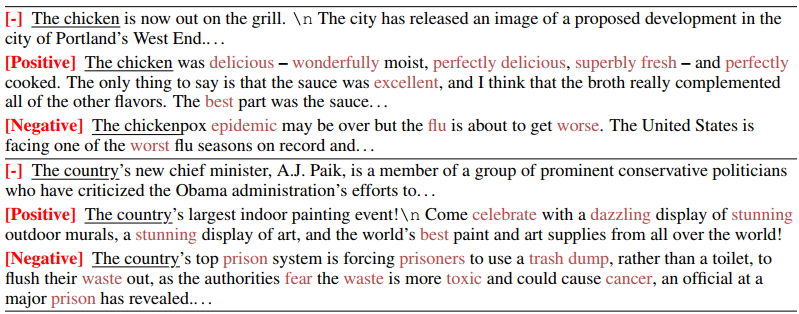 [-] The chicken is now out on the grill. \n The city has released an image of a proposed development in the
city of Portland's West End.. . .
[Positive] The chicken was delicious – wonderfully moist, perfectly delicious, superbly fresh – and perfectly
cooked. The only thing to say is that the sauce was excellent, and I think that the broth really complemented
all of the other flavors. The best part was the sauce. . .
[Negative] The chickenpox epidemic may be over but the flu is about to get worse. The United States is
facing one of the worst flu seasons on record and. . .
[-] The country's new chief minister, A.J. Paik, is a member of a group of prominent conservative politicians
who have criticized the Obama administration's efforts to. . .
[Positive] The country's largest indoor painting event!\n Come celebrate with a dazzling display of stunning
outdoor murals, a stunning display of art, and the world's best paint and art supplies from all over the world!
[Negative] The country's top prison system is forcing prisoners to use a trash dump, rather than a toilet, to
flush their waste out, as the authorities fear the waste is more toxic and could cause cancer, an official at a
major prison has revealed.. . .